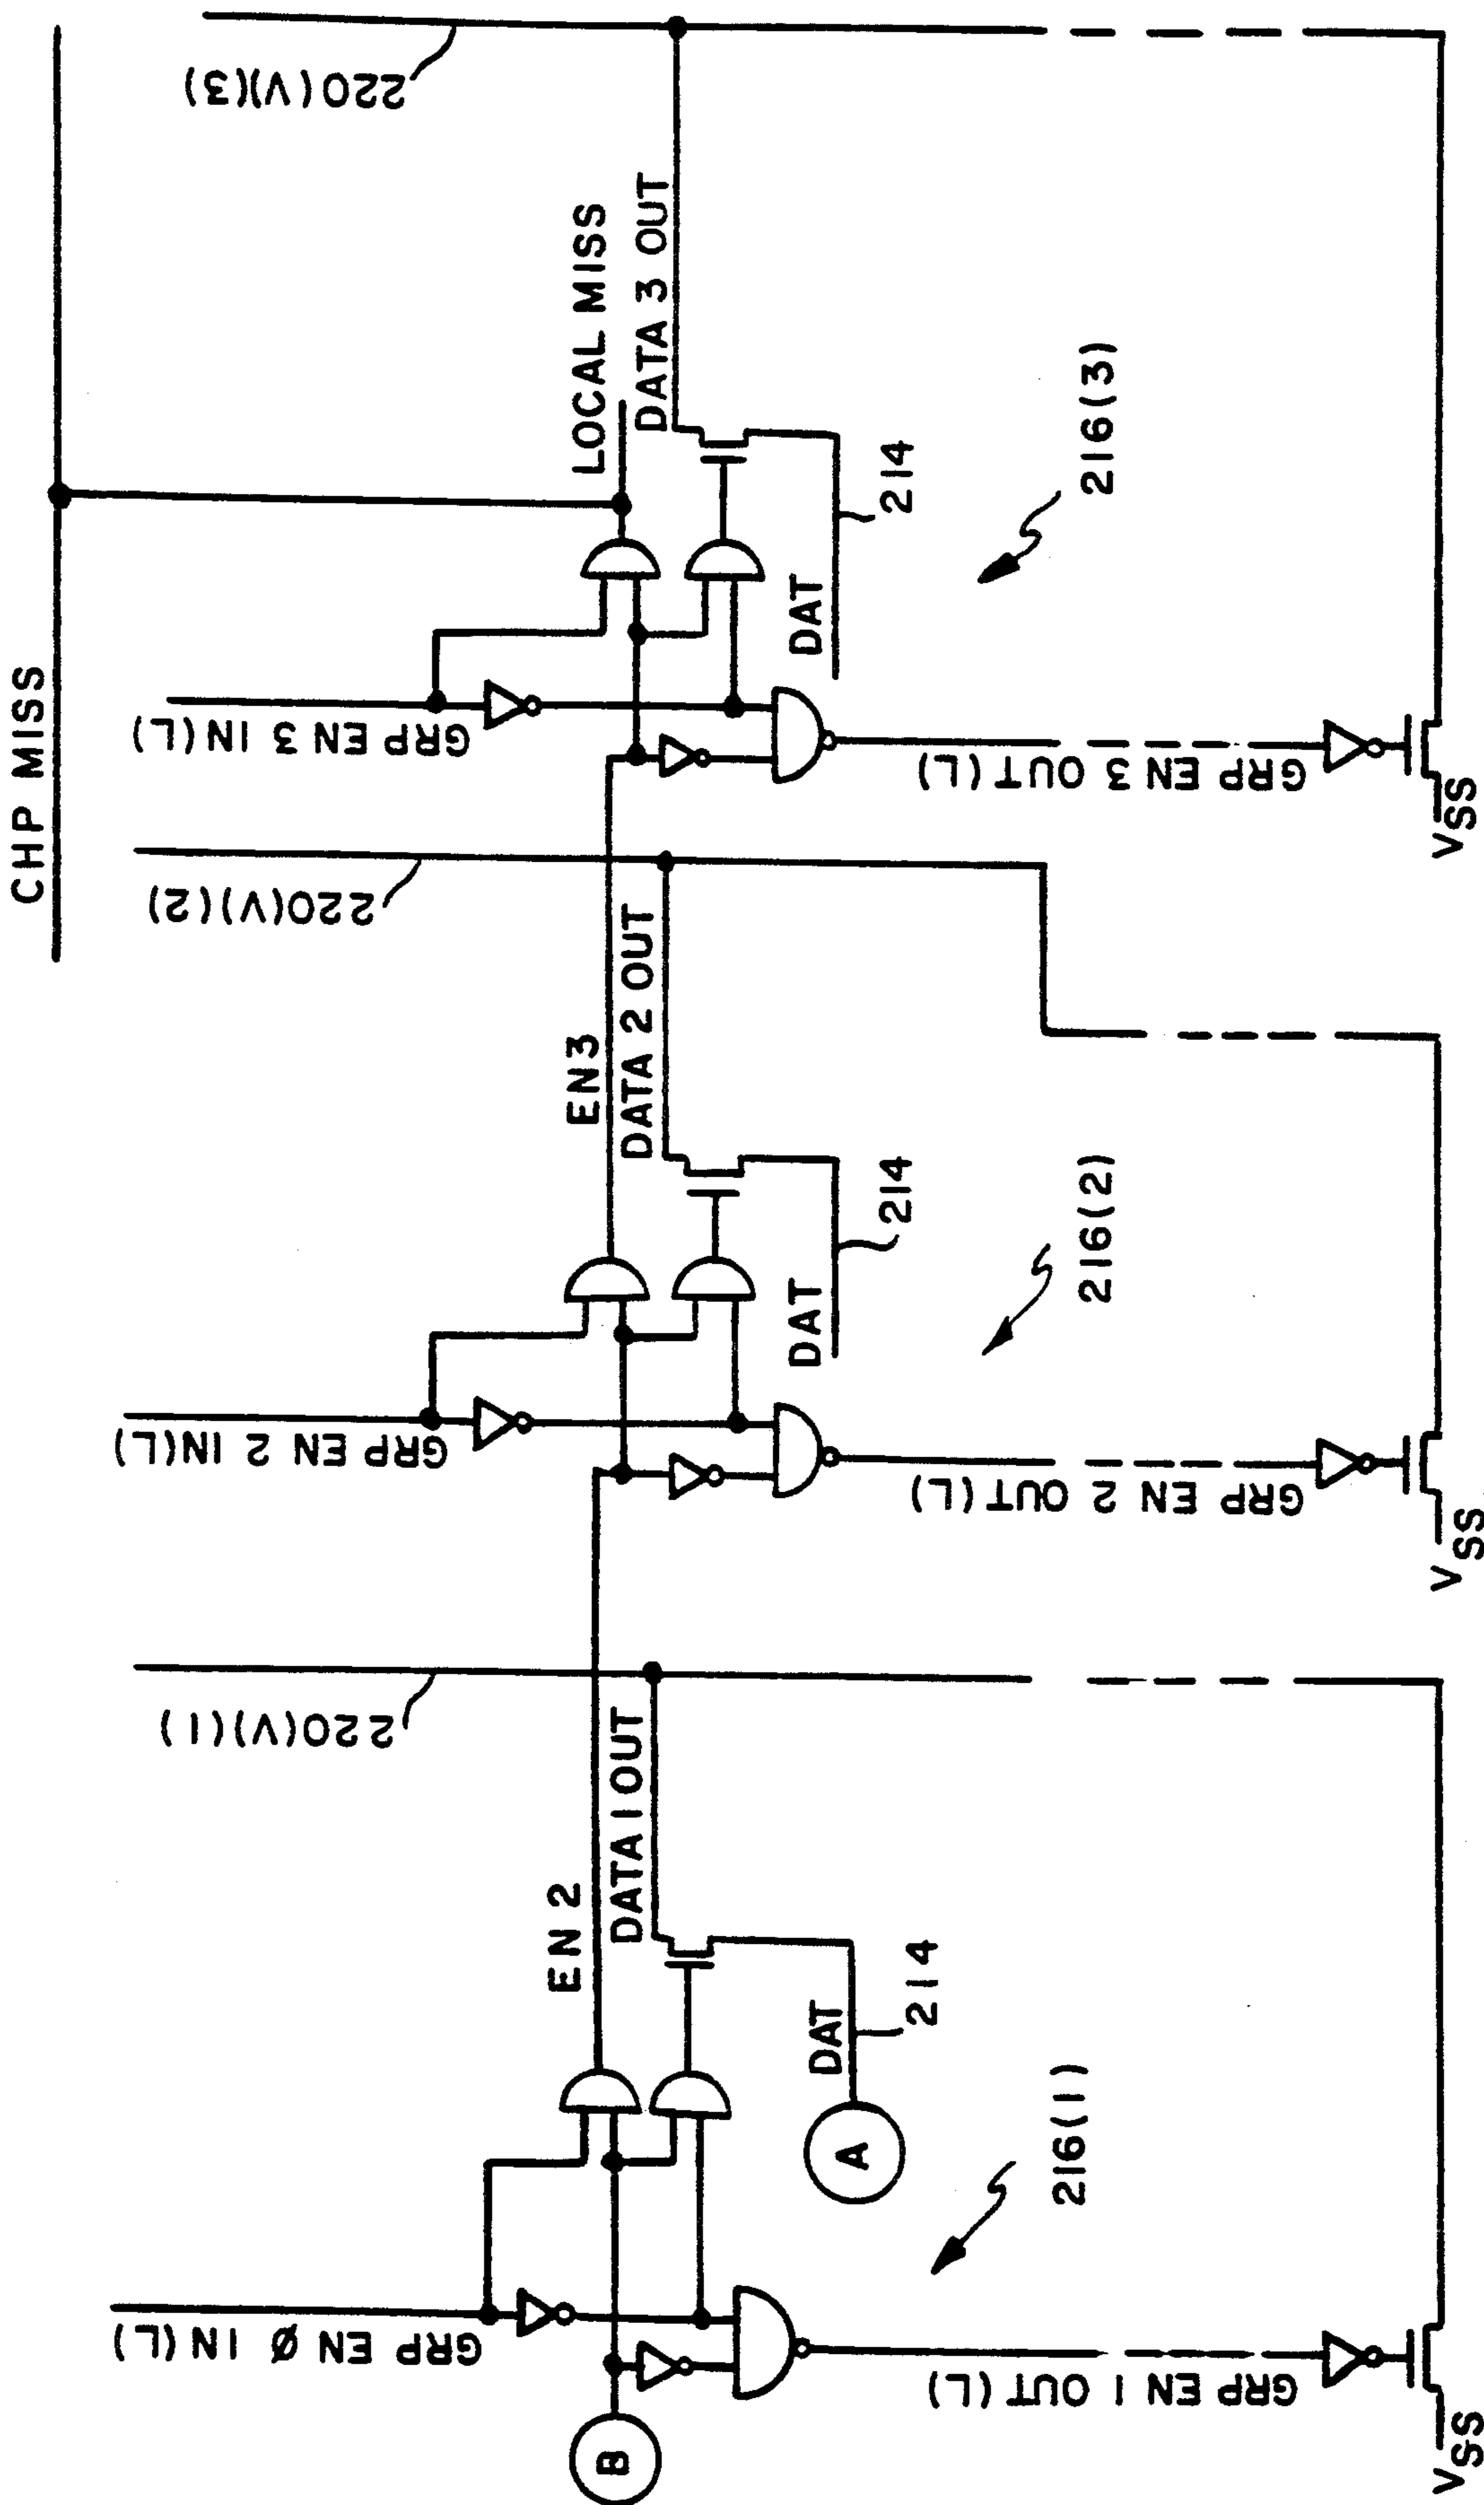 CHP MISS
220(V)(3)
LOCAL MISS
DATA 3 OUT
GRP EN 3 IN(L)
DAT
214
216(3)
GRP EN 3 OUT(L)
VSS
220(V)(2)
EN3
DATA 2 OUT
GRP EN 2 IN(L)
DAT
214
216(2)
GRP EN 2 OUT(L)
VSS
220(V)(1)
EN 2
DATA 1 OUT
GRP EN Ø IN(L)
DAT
214
A
B
216(1)
GRP EN 1 OUT(L)
VSS